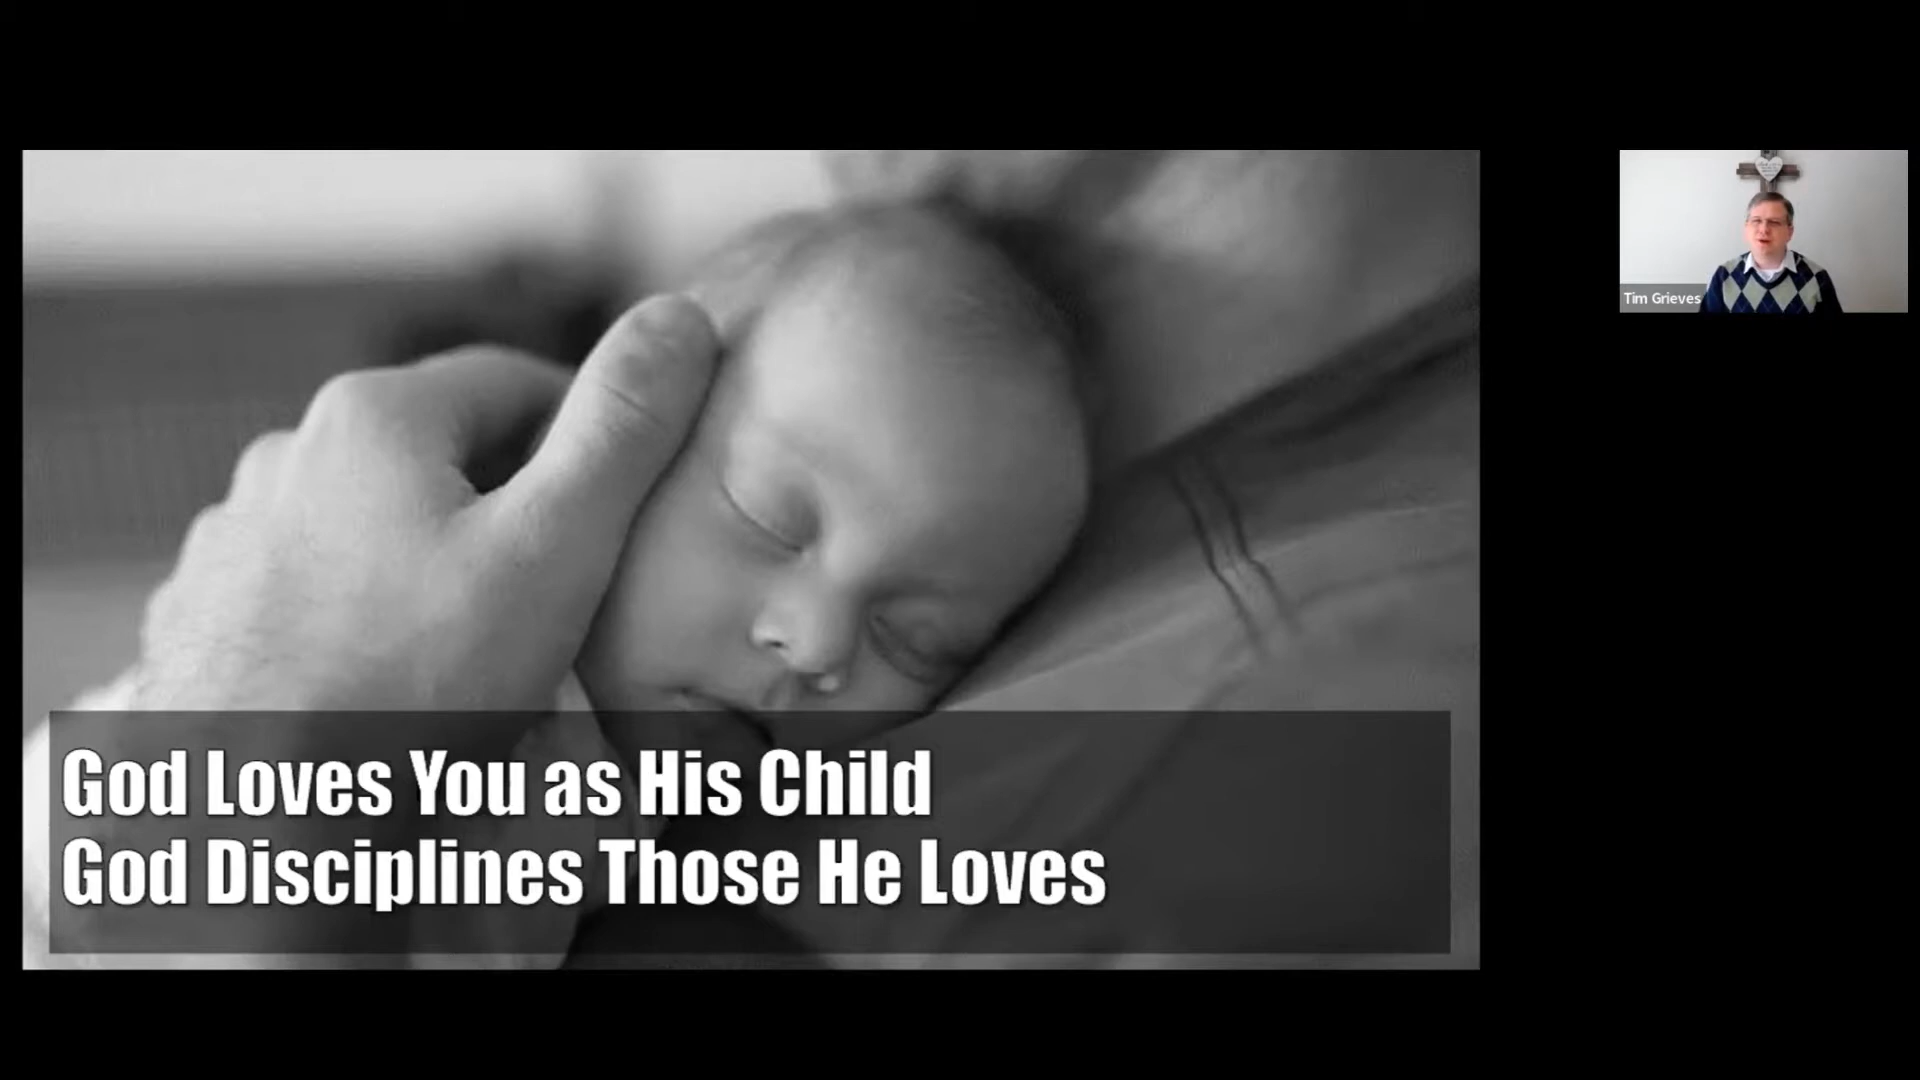 God Loves You as His Child
God Disciplines Those He Loves
Tim Grieves